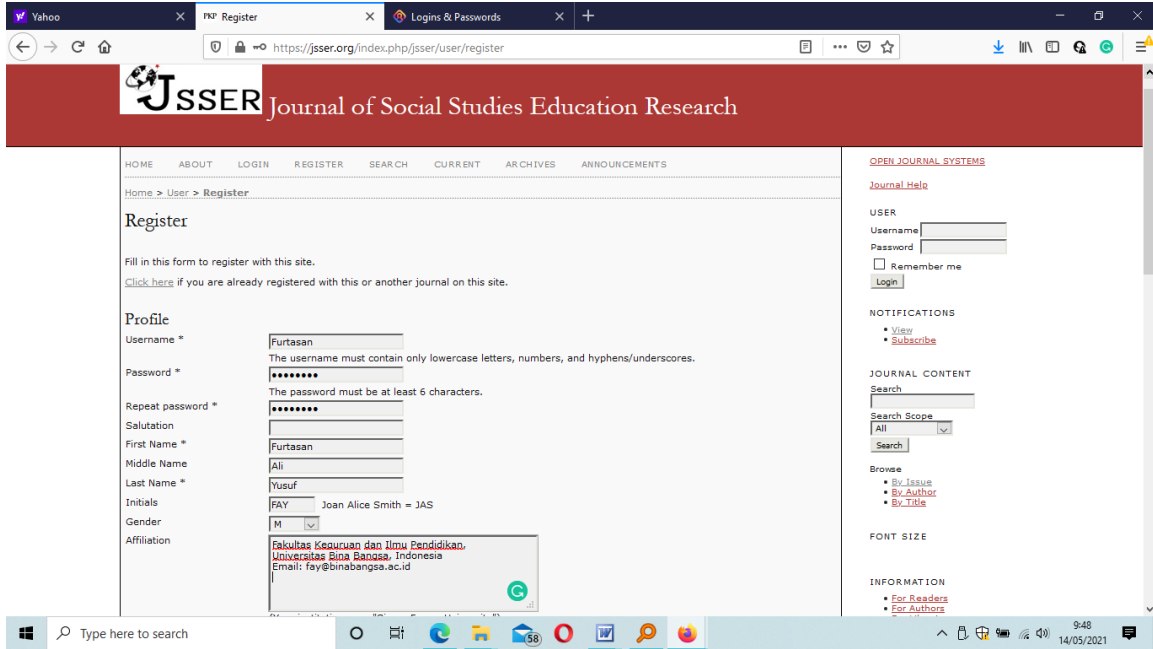 Yahoo
PKP Register
Logins & Passwords
https://jsser.org/index.php/jsser/user/register
JSSER Journal of Social Studies Education Research
HOME ABOUT LOGIN REGISTER SEARCH CURRENT ARCHIVES ANNOUNCEMENTS
Home > User > Register
Register
Fill in this form to register with this site.
Click here if you are already registered with this or another journal on this site.
Profile
Username * Furtasan
The username must contain only lowercase letters, numbers, and hyphens/underscores.
Password * ••••••••
The password must be at least 6 characters.
Repeat password * ••••••••
Salutation
First Name * Furtasan
Middle Name Ali
Last Name * Yusuf
Initials FAY Joan Alice Smith = JAS
Gender M
Affiliation Fakultas Keguruan dan Ilmu Pendidikan,
Universitas Bina Bangsa, Indonesia
Email: fay@binabangsa.ac.id
OPEN JOURNAL SYSTEMS
Journal Help
USER
Username
Password
Remember me
Login
NOTIFICATIONS
View
Subscribe
JOURNAL CONTENT
Search
Search Scope
All
Search
Browse
By Issue
By Author
By Title
FONT SIZE
INFORMATION
For Readers
For Authors
Type here to search
58
9:48
14/05/2021